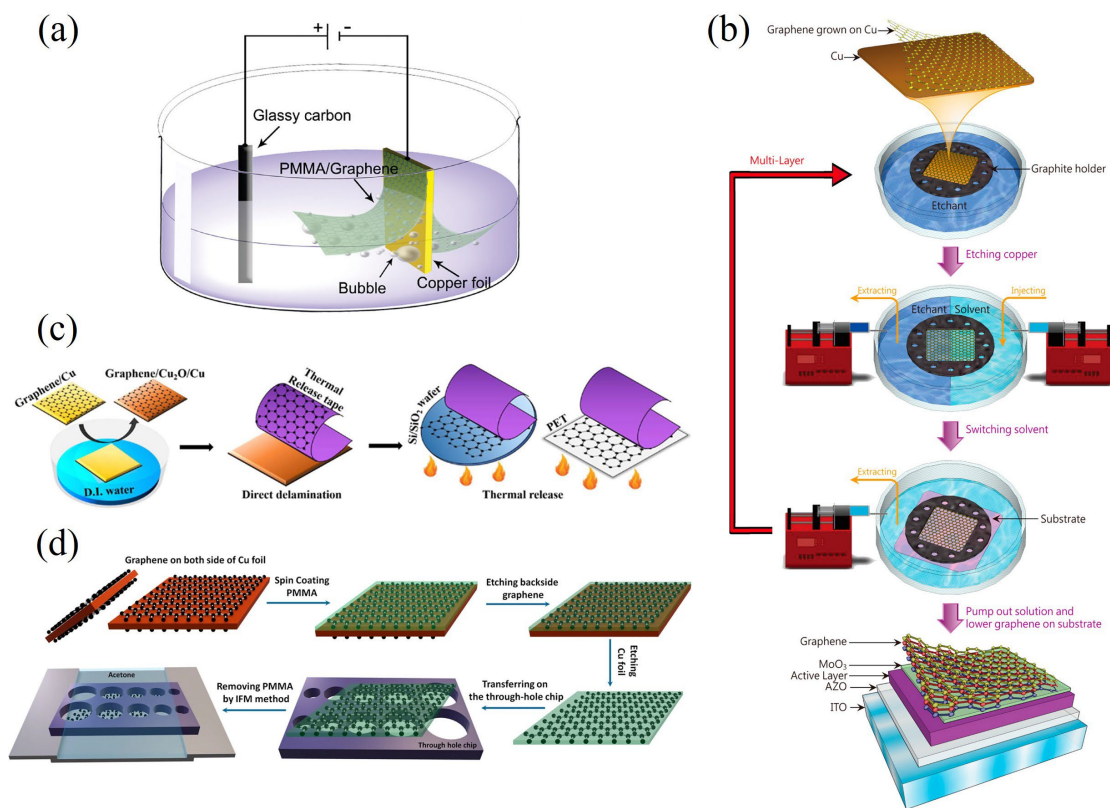 (a)
+ -
Glassy carbon
PMMA/Graphene
Bubble
Copper foil
(b)
Graphene grown on Cu
Cu
Multi-Layer
Graphite holder
Etchant
Etching copper
Extracting
Injecting
Etchant
Solvent
Switching solvent
Extracting
Substrate
Pump out solution and
lower graphene on substrate
Graphene
MoO₃
Active Layer
AZO
ITO
(c)
Graphene/Cu
Graphene/Cu₂O/Cu
D.I. water
Thermal
Release tape
Direct delamination
Si/SiO₂ wafer
PET
Thermal release
(d)
Graphene on both side of Cu foil
Spin Coating
PMMA
Etching backside
graphene
Etching
Cu foil
Transferring on
the through-hole chip
Through hole chip
Removing PMMA
by IFM method
Acetone